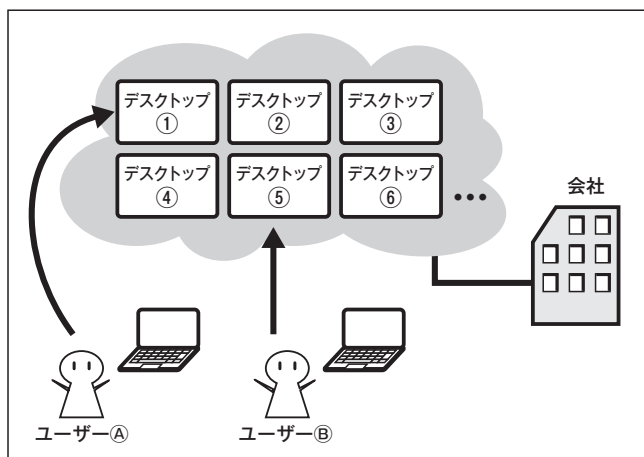 デスクトップ
①
デスクトップ
②
デスクトップ
③
デスクトップ
④
デスクトップ
⑤
デスクトップ
⑥
•••
会社
ユーザーⒶ
ユーザーⒷ